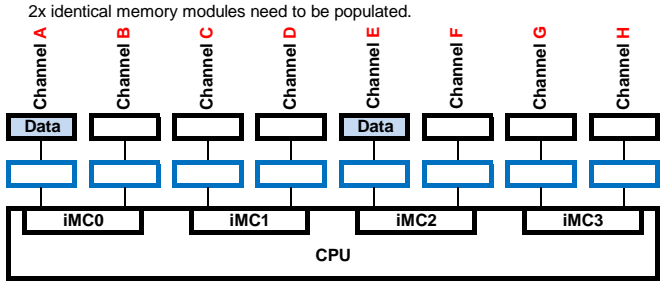 2x identical memory modules need to be populated.
Channel A
Channel B
Channel C
Channel D
Channel E
Channel F
Channel G
Channel H
Data
Data
iMC0
iMC1
iMC2
iMC3
CPU